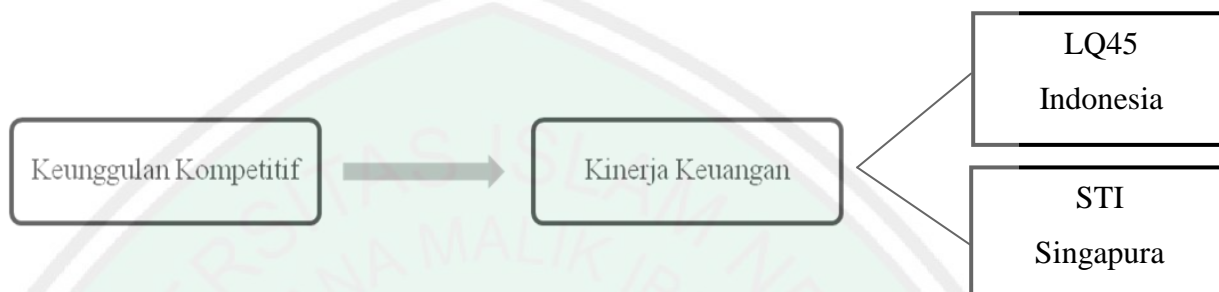 LQ45
Indonesia
Keunggulan Kompetitif
Kinerja Keuangan
STI
Singapura